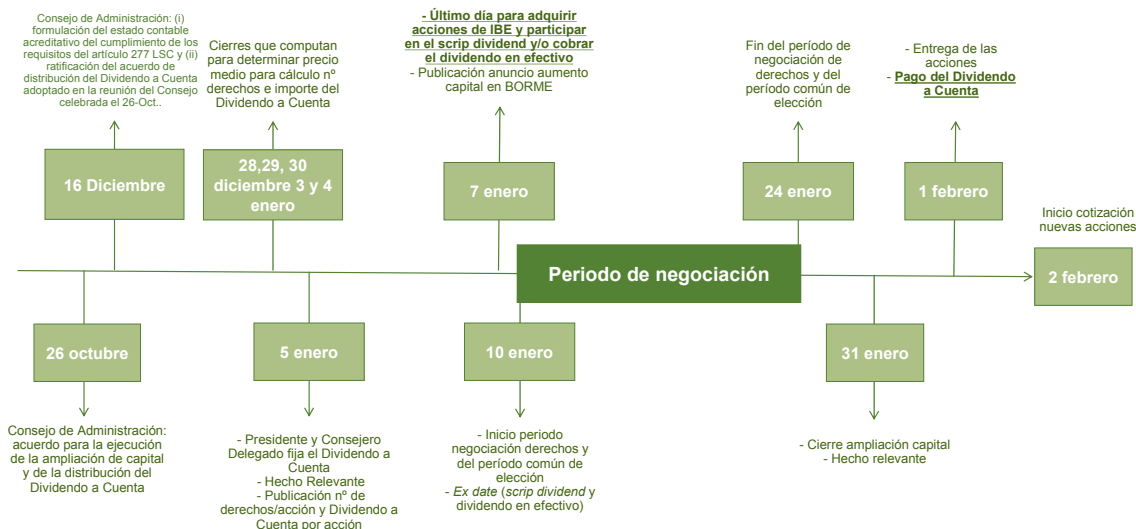 Consejo de Administración: (i)
formulación del estado contable
acreditativo del cumplimiento de los
requisitos del artículo 277 LSC y (ii)
ratificación del acuerdo de
distribución del Dividendo a Cuenta
adoptado en la reunión del Consejo
celebrada el 26-Oct..
Cierres que computan
para determinar precio
medio para cálculo nº
derechos e importe del
Dividendo a Cuenta
- Último día para adquirir
acciones de IBE y participar
en el scrip dividend y/o cobrar
el dividendo en efectivo
- Publicación anuncio aumento
capital en BORME
Fin del período de
negociación de
derechos y del
período común de
elección
- Entrega de las
acciones
- Pago del Dividendo
a Cuenta
16 Diciembre
28,29, 30
diciembre 3 y 4
enero
7 enero
24 enero
1 febrero
Inicio cotización
nuevas acciones
Periodo de negociación
2 febrero
26 octubre
5 enero
10 enero
31 enero
Consejo de Administración:
acuerdo para la ejecución
de la ampliación de capital
y de la distribución del
Dividendo a Cuenta
- Presidente y Consejero
Delegado fija el Dividendo a
Cuenta
- Hecho Relevante
- Publicación nº de
derechos/acción y Dividendo
a Cuenta por acción
- Inicio periodo
negociación derechos y
del período común de
elección
- Ex date (scrip dividend y
dividendo en efectivo)
- Cierre ampliación capital
- Hecho relevante